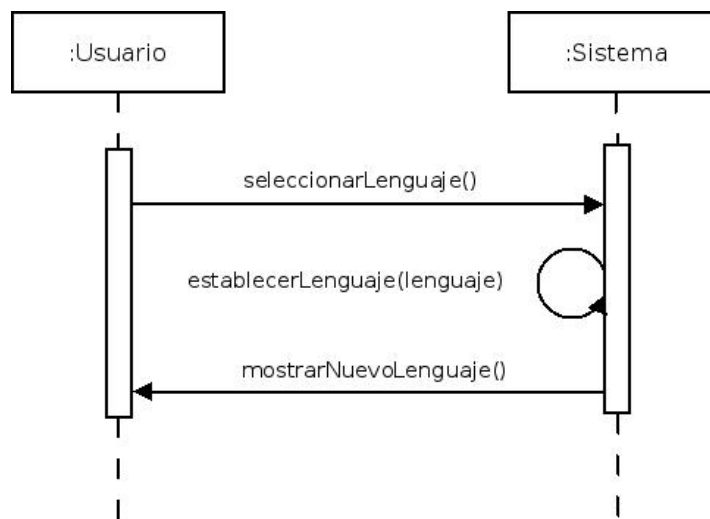 :Usuario
:Sistema
seleccionarLenguaje()
establecerLenguaje(lenguaje)
mostrarNuevoLenguaje()